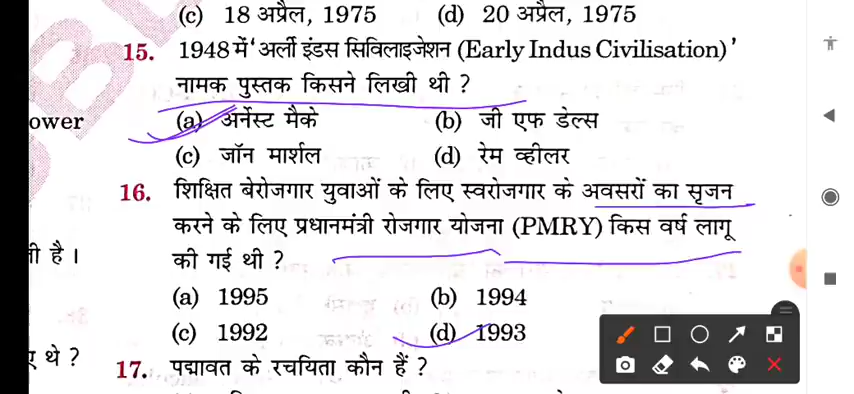 (c) 18 अप्रैल, 1975 (d) 20 अप्रैल, 1975
15. 1948 में ' अर्ली इंडस सिविलाइजेशन (Early Indus Civilisation) '
नामक पुस्तक किसने लिखी थी ?
ower (a) अर्नेस्ट मैके (b) जी एफ डेल्स
(c) जॉन मार्शल (d) रेम व्हीलर
16. शिक्षित बेरोजगार युवाओं के लिए स्वरोजगार के अवसरों का सृजन
करने के लिए प्रधानमंत्री रोजगार योजना (PMRY) किस वर्ष लागू
ती है । की गई थी ?
(a) 1995 (b) 1994
(c) 1992 (d) 1993
ए थे ? 17. पद्मावत के रचयिता कौन हैं ?